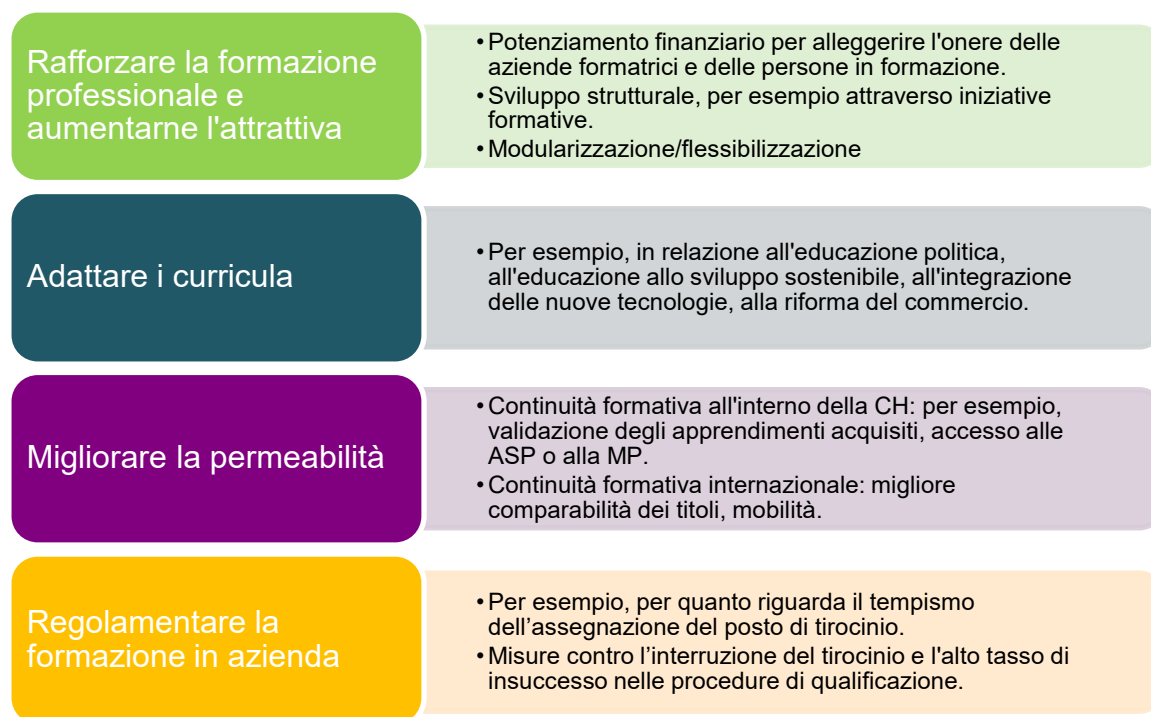 Rafforzare la formazione
professionale e
aumentarne l'attrattiva
•Potenziamento finanziario per alleggerire l'onere delle
aziende formatrici e delle persone in formazione.
•Sviluppo strutturale, per esempio attraverso iniziative
formative.
•Modularizzazione/flessibilizzazione
Adattare i curricula
•Per esempio, in relazione all'educazione politica,
all'educazione allo sviluppo sostenibile, all'integrazione
delle nuove tecnologie, alla riforma del commercio.
Migliorare la permeabilità
•Continuità formativa all'interno della CH: per esempio,
validazione degli apprendimenti acquisiti, accesso alle
ASP o alla MP.
•Continuità formativa internazionale: migliore
comparabilità dei titoli, mobilità.
Regolamentare la
formazione in azienda
•Per esempio, per quanto riguarda il tempismo
dell’assegnazione del posto di tirocinio.
•Misure contro l’interruzione del tirocinio e l'alto tasso di
insuccesso nelle procedure di qualificazione.